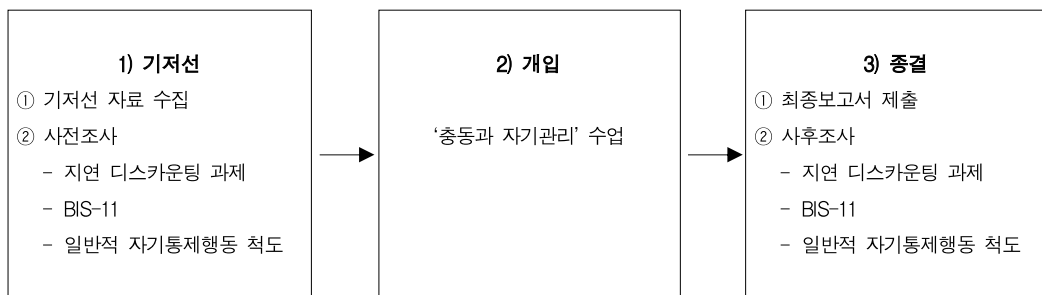 1) 기저선
① 기저선 자료 수집
② 사전조사
- 지연 디스카운팅 과제
- BIS-11
- 일반적 자기통제행동 척도
2) 개입
‘충동과 자기관리’ 수업
3) 종결
① 최종보고서 제출
② 사후조사
- 지연 디스카운팅 과제
- BIS-11
- 일반적 자기통제행동 척도